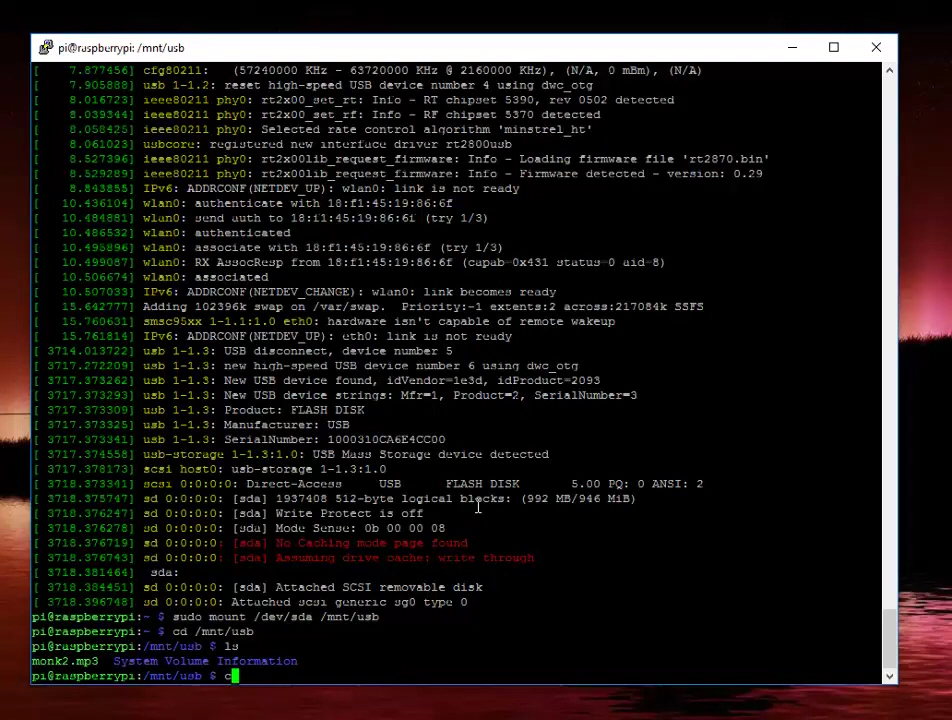 pi@raspberrypi: /mnt/usb
[    7.877456] cfg80211:   (57240000 KHz - 63720000 KHz @ 2160000 KHz), (N/A, 0 mBm), (N/A)
[    7.905888] usb 1-1.2: reset high-speed USB device number 4 using dwc_otg
[    8.016723] ieee80211 phy0: rt2x00_set_rt: Info - RT chipset 5390, rev 0502 detected
[    8.039344] ieee80211 phy0: rt2x00_set_rf: Info - RF chipset 5370 detected
[    8.058425] ieee80211 phy0: Selected rate control algorithm 'minstrel_ht'
[    8.061023] usbcore: registered new interface driver rt2800usb
[    8.527396] ieee80211 phy0: rt2x00lib_request_firmware: Info - Loading firmware file 'rt2870.bin'
[    8.529289] ieee80211 phy0: rt2x00lib_request_firmware: Info - Firmware detected - version: 0.29
[    8.843855] IPv6: ADDRCONF(NETDEV_UP): wlan0: link is not ready
[   10.436104] wlan0: authenticate with 18:f1:45:19:86:6f
[   10.484881] wlan0: send auth to 18:f1:45:19:86:6f (try 1/3)
[   10.486532] wlan0: authenticated
[   10.495896] wlan0: associate with 18:f1:45:19:86:6f (try 1/3)
[   10.499087] wlan0: RX AssocResp from 18:f1:45:19:86:6f (capab=0x431 status=0 aid=8)
[   10.506674] wlan0: associated
[   10.507033] IPv6: ADDRCONF(NETDEV_CHANGE): wlan0: link becomes ready
[   15.642777] Adding 102396k swap on /var/swap.  Priority:-1 extents:2 across:217084k SSFS
[   15.760631] smsc95xx 1-1.1:1.0 eth0: hardware isn't capable of remote wakeup
[   15.761814] IPv6: ADDRCONF(NETDEV_UP): eth0: link is not ready
[ 3714.013722] usb 1-1.3: USB disconnect, device number 5
[ 3717.272209] usb 1-1.3: new high-speed USB device number 6 using dwc_otg
[ 3717.373262] usb 1-1.3: New USB device found, idVendor=1e3d, idProduct=2093
[ 3717.373293] usb 1-1.3: New USB device strings: Mfr=1, Product=2, SerialNumber=3
[ 3717.373309] usb 1-1.3: Product: FLASH DISK
[ 3717.373325] usb 1-1.3: Manufacturer: USB
[ 3717.373341] usb 1-1.3: SerialNumber: 1000310CA6E4CC00
[ 3717.374558] usb-storage 1-1.3:1.0: USB Mass Storage device detected
[ 3717.378173] scsi host0: usb-storage 1-1.3:1.0
[ 3718.373341] scsi 0:0:0:0: Direct-Access     USB      FLASH DISK       5.00 PQ: 0 ANSI: 2
[ 3718.375747] sd 0:0:0:0: [sda] 1937408 512-byte logical blocks: (992 MB/946 MiB)
[ 3718.376247] sd 0:0:0:0: [sda] Write Protect is off
[ 3718.376278] sd 0:0:0:0: [sda] Mode Sense: 0b 00 00 08
[ 3718.376719] sd 0:0:0:0: [sda] No Caching mode page found
[ 3718.376743] sd 0:0:0:0: [sda] Assuming drive cache: write through
[ 3718.381464]  sda:
[ 3718.384451] sd 0:0:0:0: [sda] Attached SCSI removable disk
[ 3718.396748] sd 0:0:0:0: Attached scsi generic sg0 type 0
pi@raspberrypi:~ $ sudo mount /dev/sda /mnt/usb
pi@raspberrypi:~ $ cd /mnt/usb
pi@raspberrypi:/mnt/usb $ ls
monk2.mp3  System Volume Information
pi@raspberrypi:/mnt/usb $ c